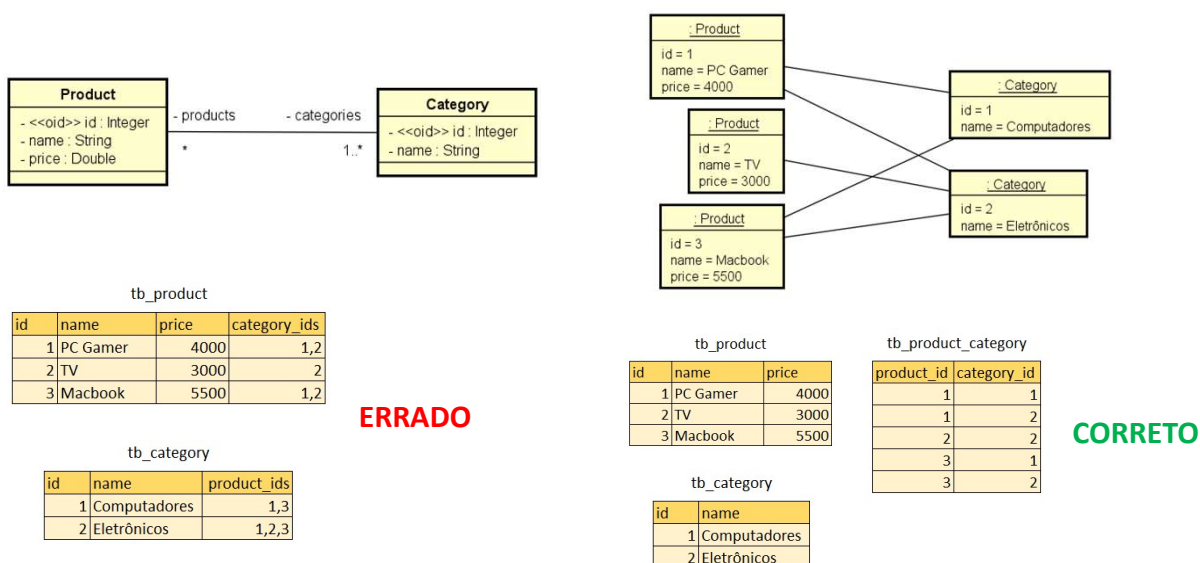 Product
- <<oid>> id : Integer
- name : String
- price : Double
- products
*
- categories
1..*
Category
- <<oid>> id : Integer
- name : String
: Product
id = 1
name = PC Gamer
price = 4000
: Product
id = 2
name = TV
price = 3000
: Product
id = 3
name = Macbook
price = 5500
: Category
id = 1
name = Computadores
: Category
id = 2
name = Eletrônicos
tb_product
id name price category_ids
1 PC Gamer 4000 1,2
2 TV 3000 2
3 Macbook 5500 1,2
ERRADO
tb_category
id name product_ids
1 Computadores 1,3
2 Eletrônicos 1,2,3
tb_product
id name price
1 PC Gamer 4000
2 TV 3000
3 Macbook 5500
tb_product_category
product_id category_id
1 1
1 2
2 2
3 1
3 2
CORRETO
tb_category
id name
1 Computadores
2 Eletrônicos